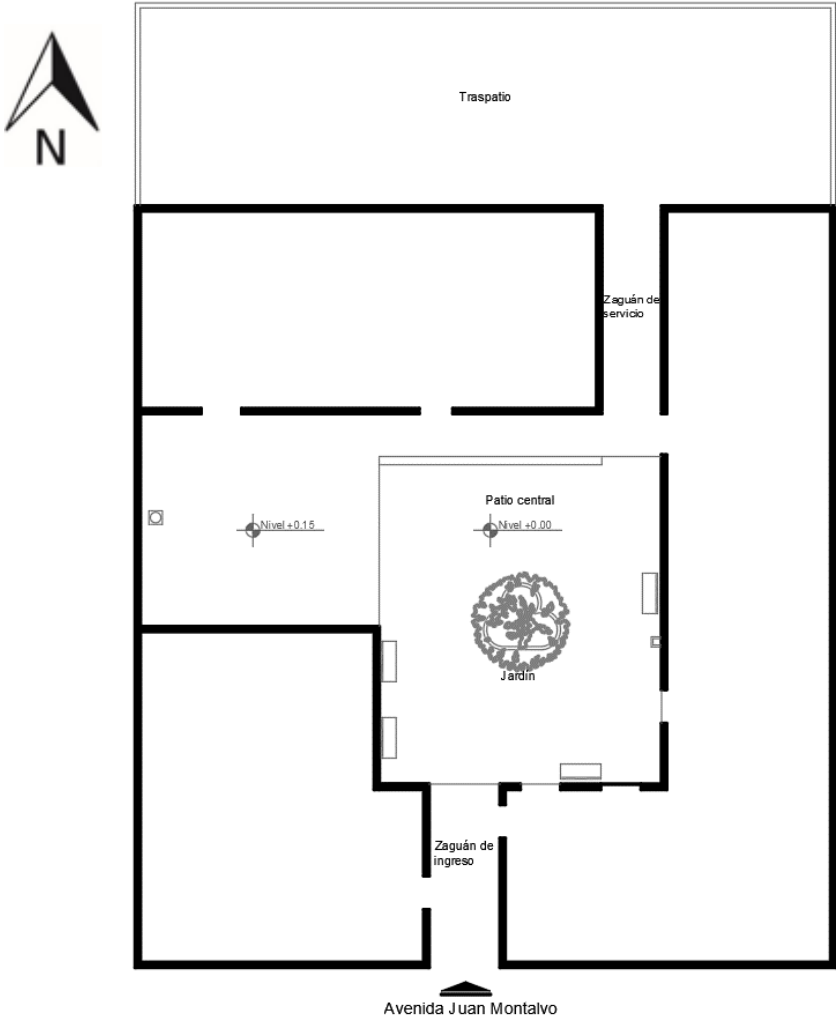 N
Traspatio
Zaguán de
servicio
Patio central
Nivel +0.15
Nivel +0.00
Jardín
Zaguán de
ingreso
Avenida Juan Montalvo